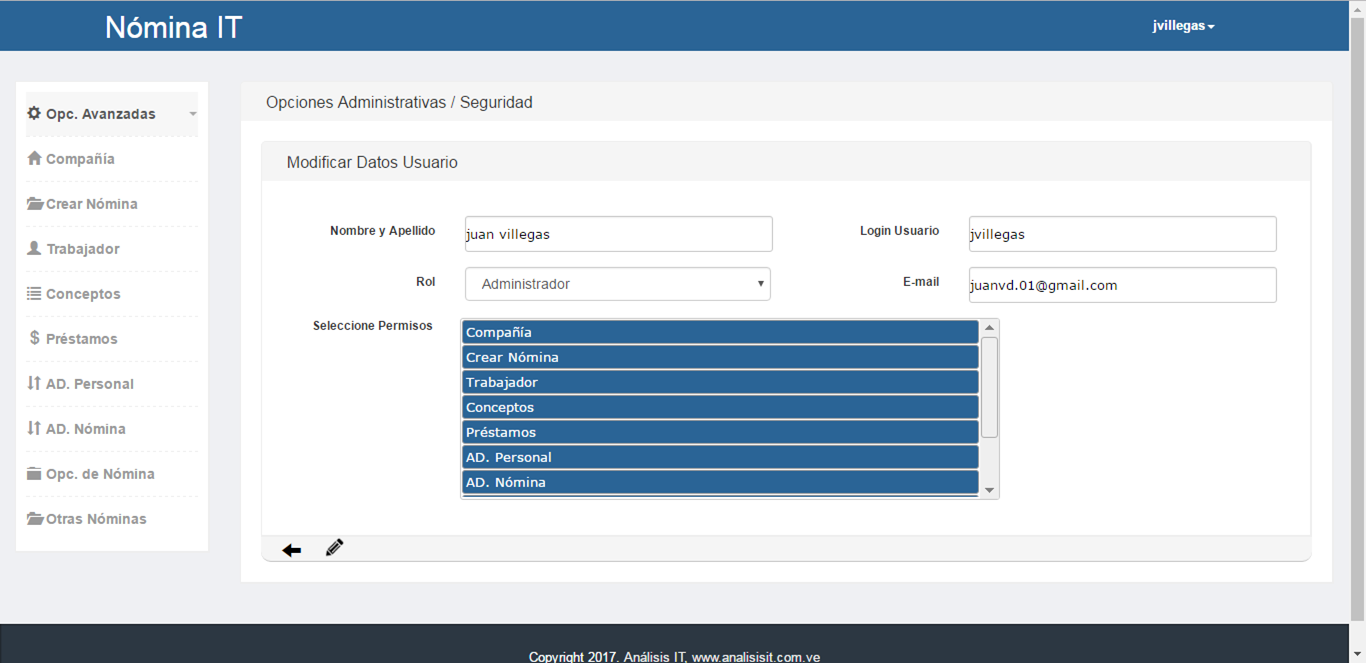 Nómina IT
jvillegas
Opc. Avanzadas
Compañía
Crear Nómina
Trabajador
Conceptos
Préstamos
AD. Personal
AD. Nómina
Opc. de Nómina
Otras Nóminas
Opciones Administrativas / Seguridad
Modificar Datos Usuario
Nombre y Apellido juan villegas Login Usuario jvillegas
Rol Administrador E-mail juanvd.01@gmail.com
Seleccione Permisos
Compañía
Crear Nómina
Trabajador
Conceptos
Préstamos
AD. Personal
AD. Nómina
Copyright 2017. Análisis IT, www.analisisit.com.ve